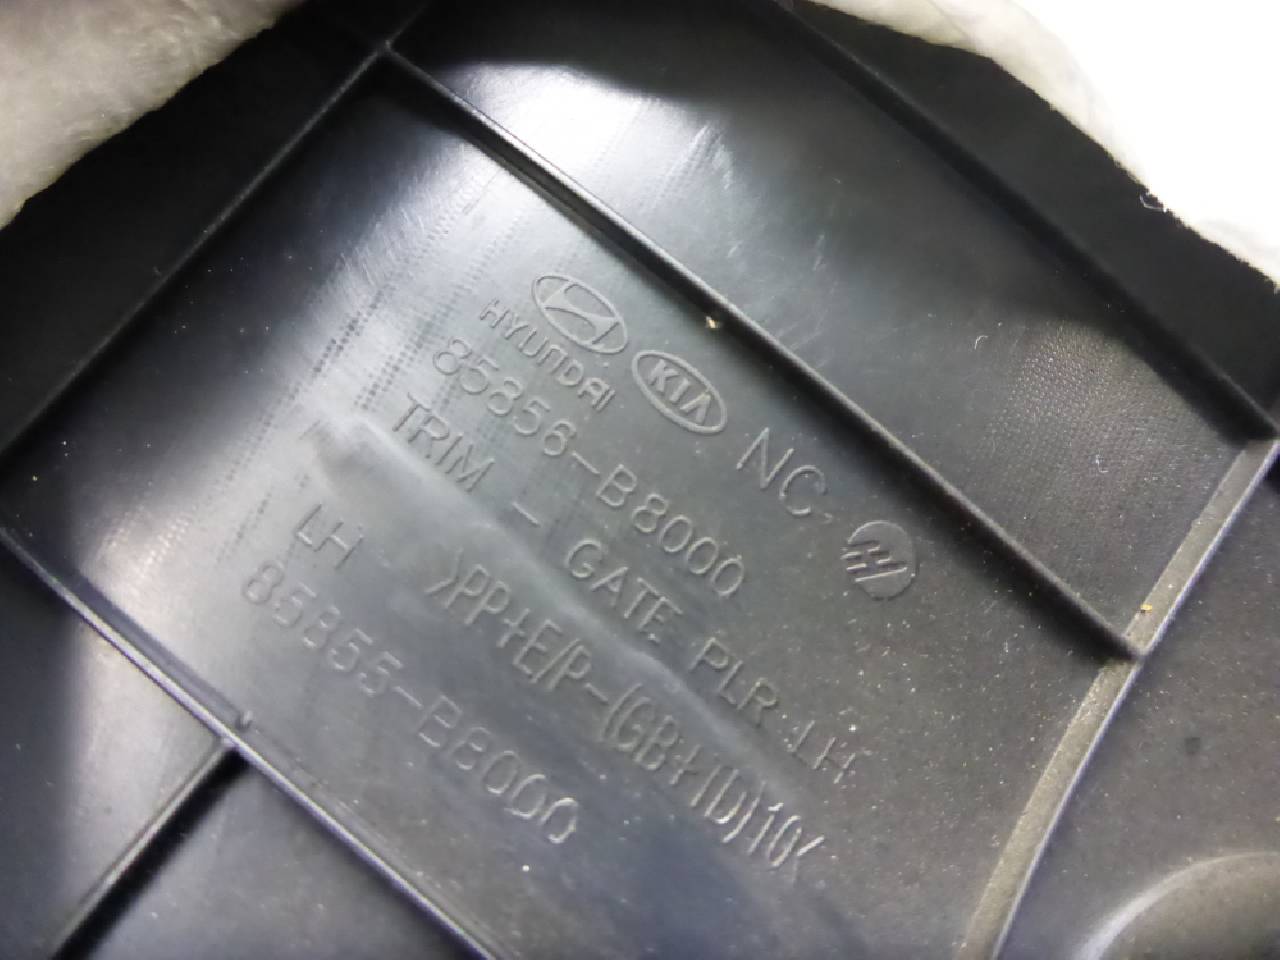 HYUNDAI
KIA
NC
85856-B8000
TRIM - GATE PLR LH
LH >PP+E/P-(GB+ID)10<
85855-B8000